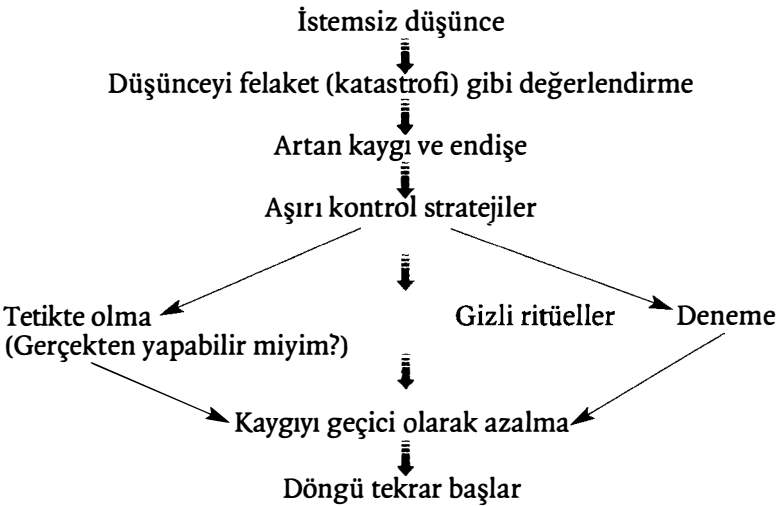 İstemsiz düşünce
Düşünceyi felaket (katastrofi) gibi değerlendirme
Artan kaygı ve endişe
Aşırı kontrol stratejiler
Tetikte olma
(Gerçekten yapabilir miyim?)
Gizli ritüeller
Deneme
Kaygıyı geçici olarak azalma
Döngü tekrar başlar